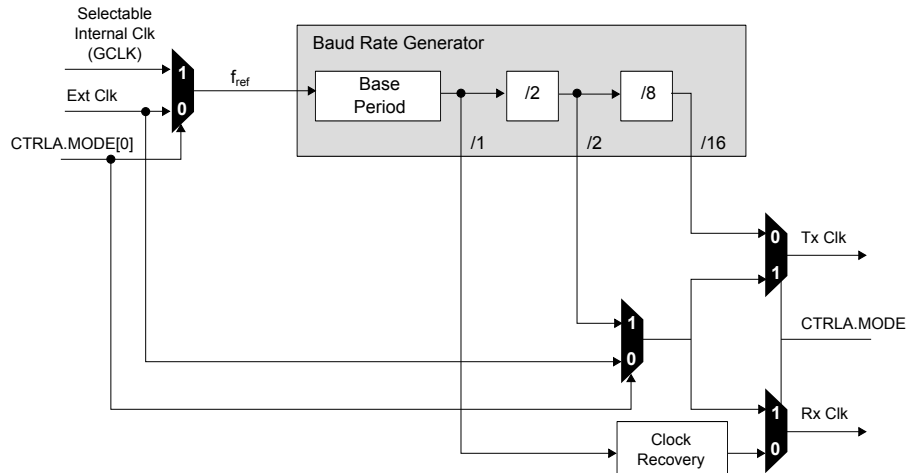 Selectable
Internal Clk
(GCLK)
Ext Clk
CTRLA.MODE[0]
1
0
fref
Baud Rate Generator
Base
Period
/2
/8
/1
/2
/16
0
1
Tx Clk
1
0
CTRLA.MODE
1
0
Rx Clk
Clock
Recovery